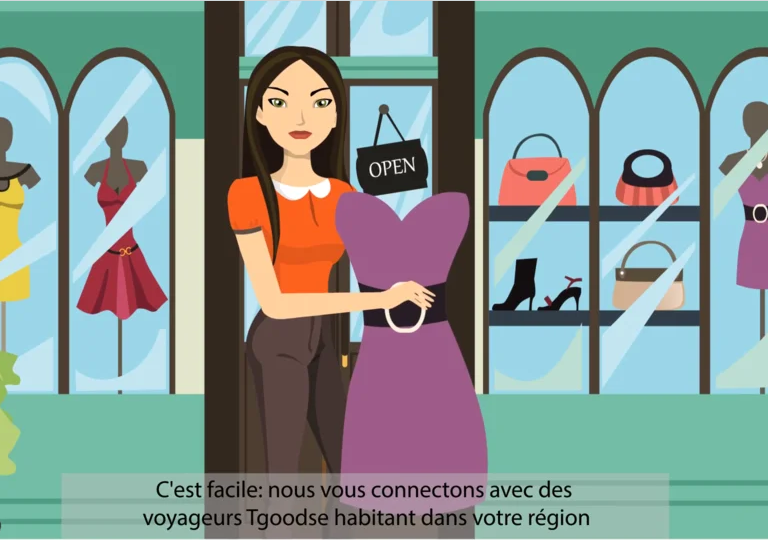 OPEN
C'est facile: nous vous connectons avec des
voyageurs Tgoodse habitant dans votre région